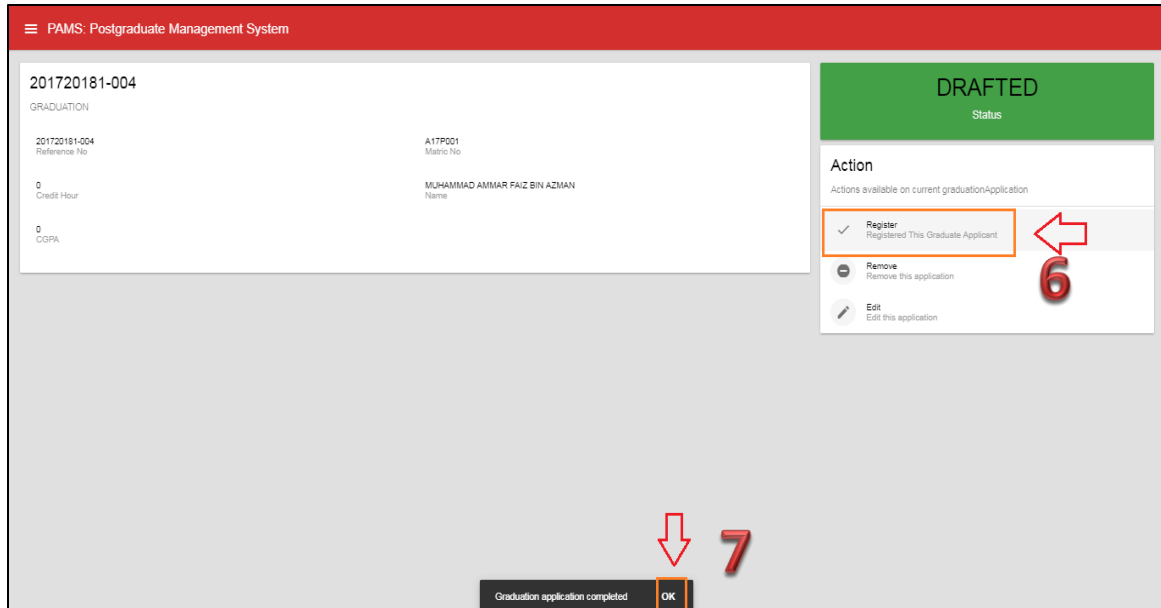 PAMS: Postgraduate Management System
201720181-004
GRADUATION
201720181-004
Reference No
A17P001
Matric No
0
Credit Hour
MUHAMMAD AMMAR FAIZ BIN AZMAN
Name
0
CGPA
DRAFTED
Status
Action
Actions available on current graduationApplication
Register
Registered This Graduate Applicant
6
Remove
Remove this application
Edit
Edit this application
7
Graduation application completed OK